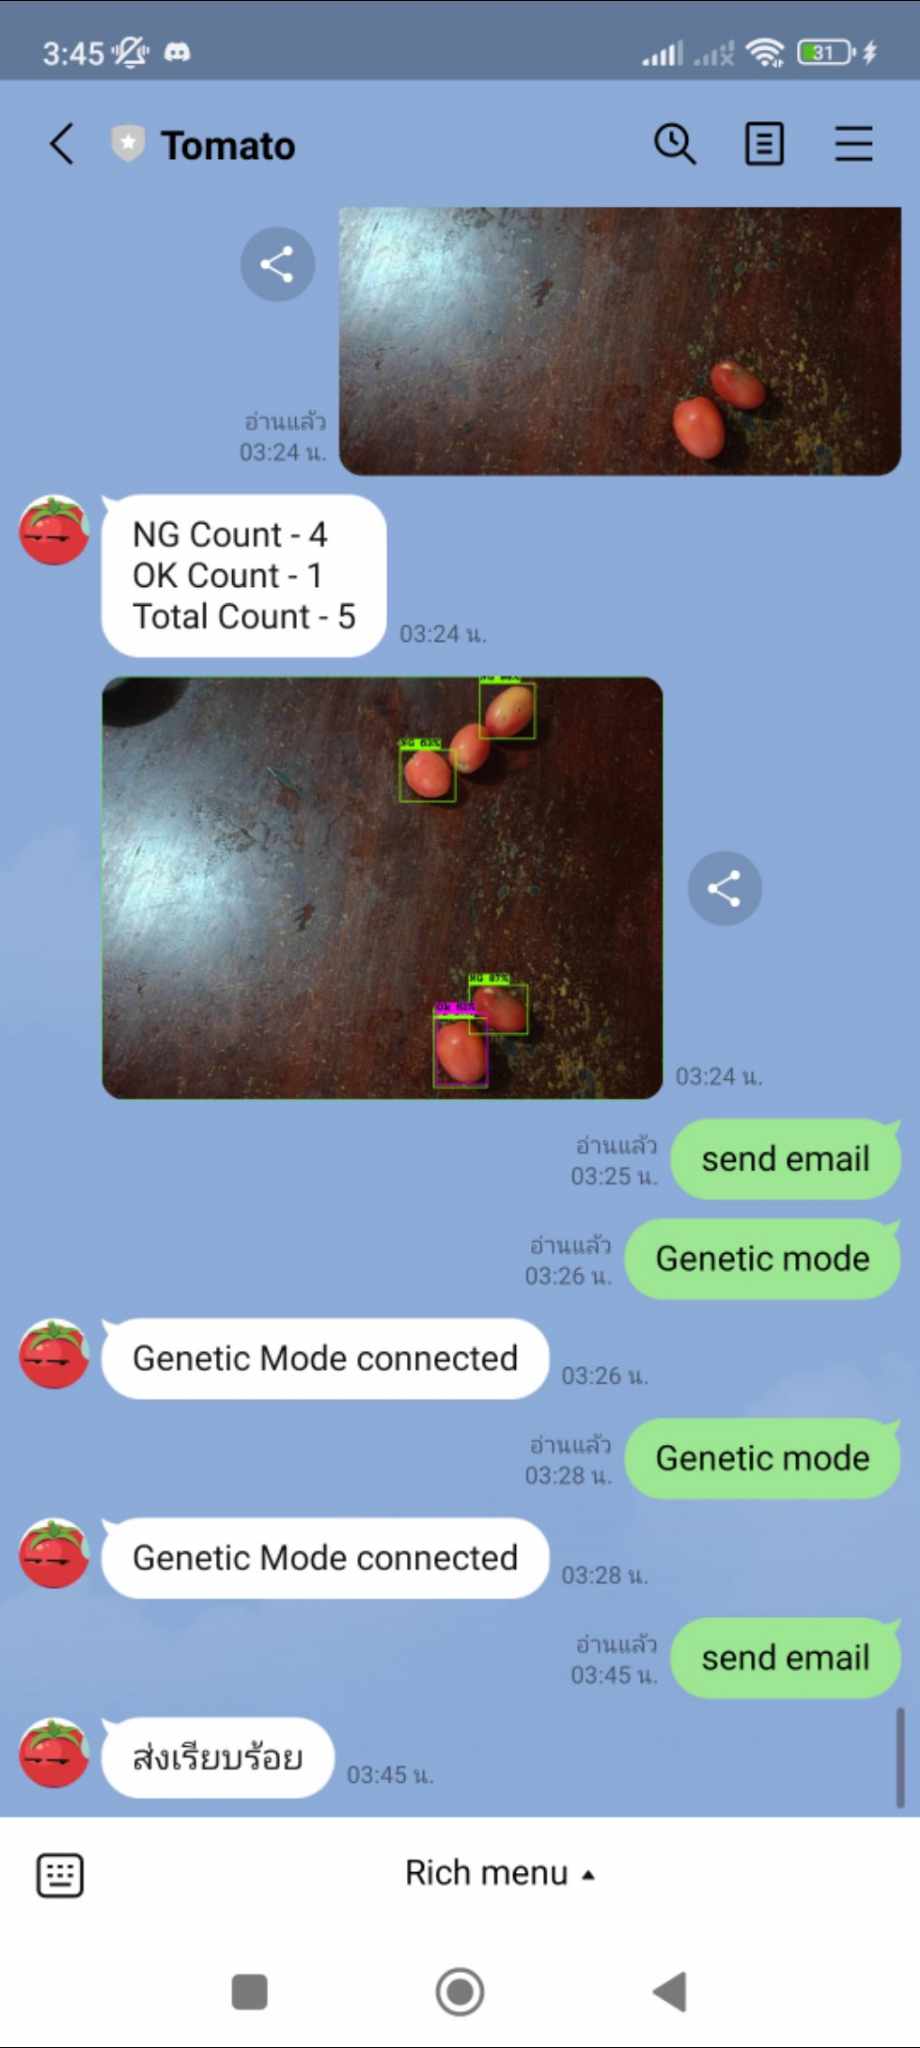 3:45
31
Tomato
อ่านแล้ว
03:24 น.
NG Count - 4
OK Count - 1
Total Count - 5
03:24 น.
NG 87%
03:24 น.
อ่านแล้ว
03:25 น.
send email
อ่านแล้ว
03:26 น.
Genetic mode
Genetic Mode connected
03:26 น.
อ่านแล้ว
03:28 น.
Genetic mode
Genetic Mode connected
03:28 น.
อ่านแล้ว
03:45 น.
send email
ส่งเรียบร้อย
03:45 น.
Rich menu